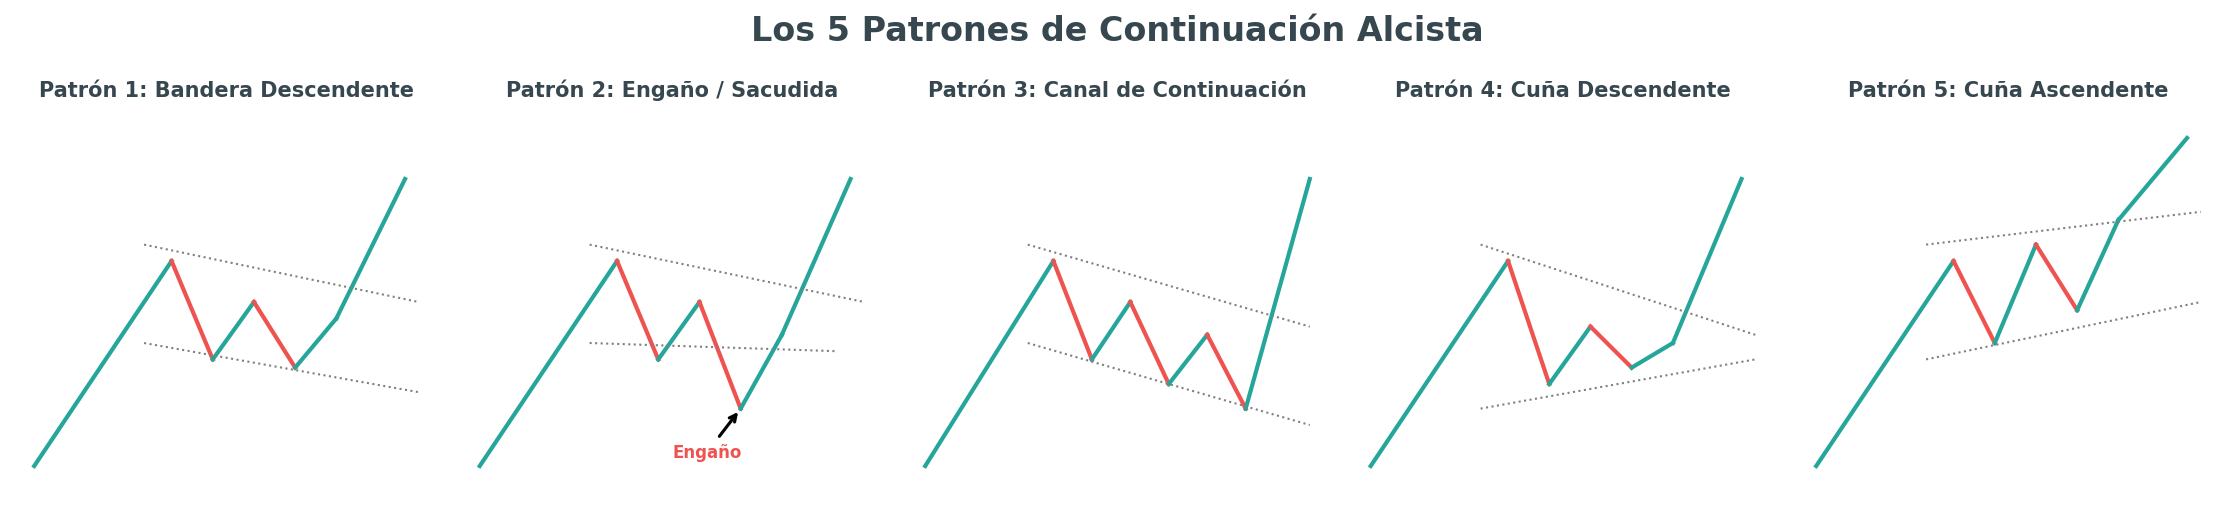 Los 5 Patrones de Continuación Alcista
Patrón 1: Bandera Descendente
Patrón 2: Engaño / Sacudida
Patrón 3: Canal de Continuación
Patrón 4: Cuña Descendente
Patrón 5: Cuña Ascendente
Engaño